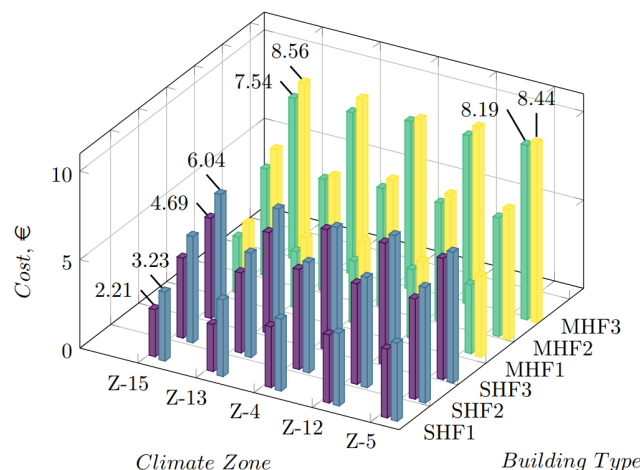 8.56
7.54
8.19
8.44
10
6.04
4.69
5
3.23
2.21
0
Cost, €
Z-15
Z-13
Z-4
Z-12
Z-5
MHF3
MHF2
MHF1
SHF3
SHF2
SHF1
Climate Zone
Building Type